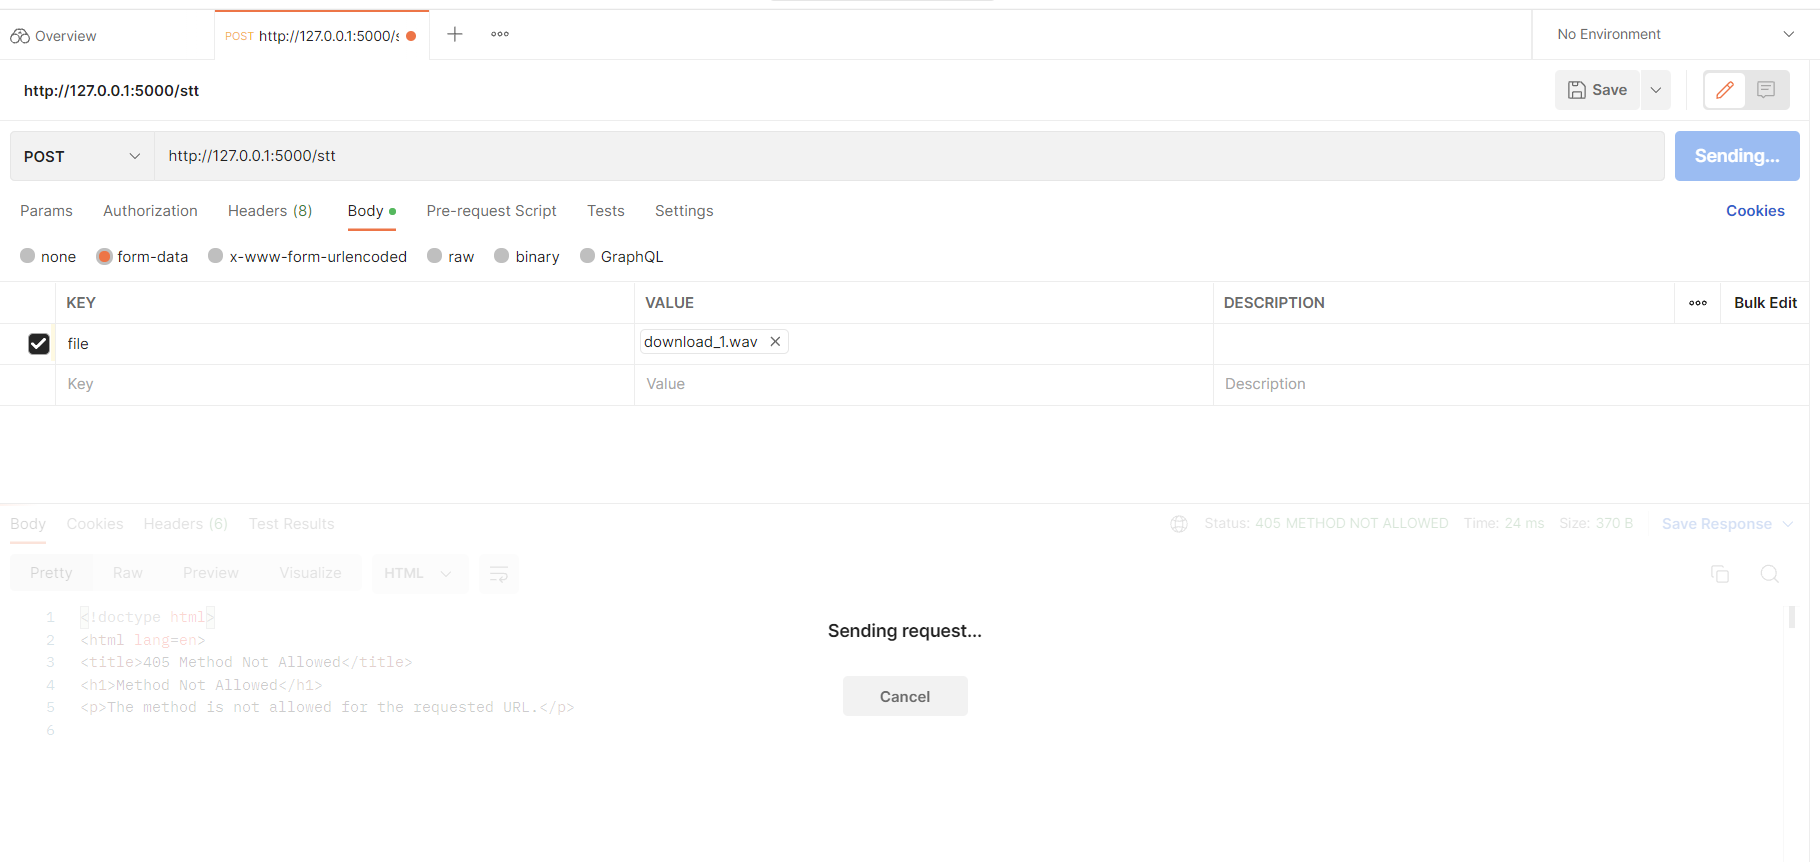 Overview
POST http://127.0.0.1:5000/s
No Environment
http://127.0.0.1:5000/stt
Save
POST
http://127.0.0.1:5000/stt
Sending...
Params Authorization Headers (8) Body Pre-request Script Tests Settings Cookies
none form-data x-www-form-urlencoded raw binary GraphQL
KEY VALUE DESCRIPTION Bulk Edit
file download_1.wav
Key Value Description
Body Cookies Headers (6) Test Results Status: 405 METHOD NOT ALLOWED Time: 24 ms Size: 370 B Save Response
Pretty Raw Preview Visualize HTML
1 <!doctype html>
2 <html lang=en>
3 <title>405 Method Not Allowed</title>
4 <h1>Method Not Allowed</h1>
5 <p>The method is not allowed for the requested URL.</p>
6
Sending request...
Cancel